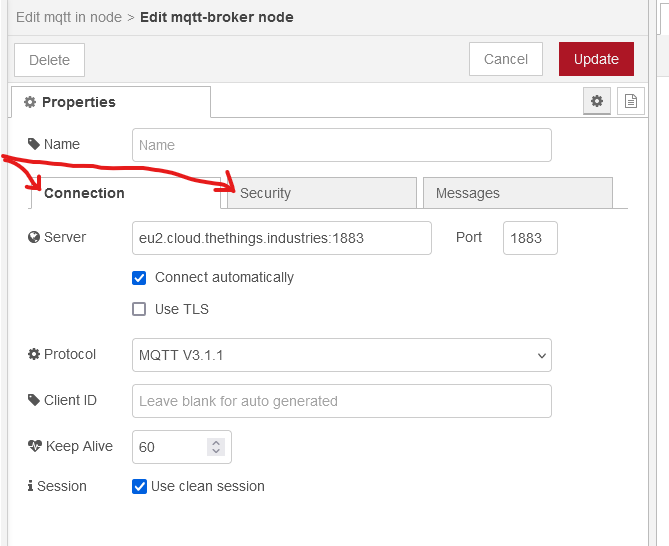 Edit mqtt in node > Edit mqtt-broker node
Delete Cancel Update
Properties
Name Name
Connection Security Messages
Server eu2.cloud.thethings.industries:1883 Port 1883
Connect automatically
Use TLS
Protocol MQTT V3.1.1
Client ID Leave blank for auto generated
Keep Alive 60
Session Use clean session